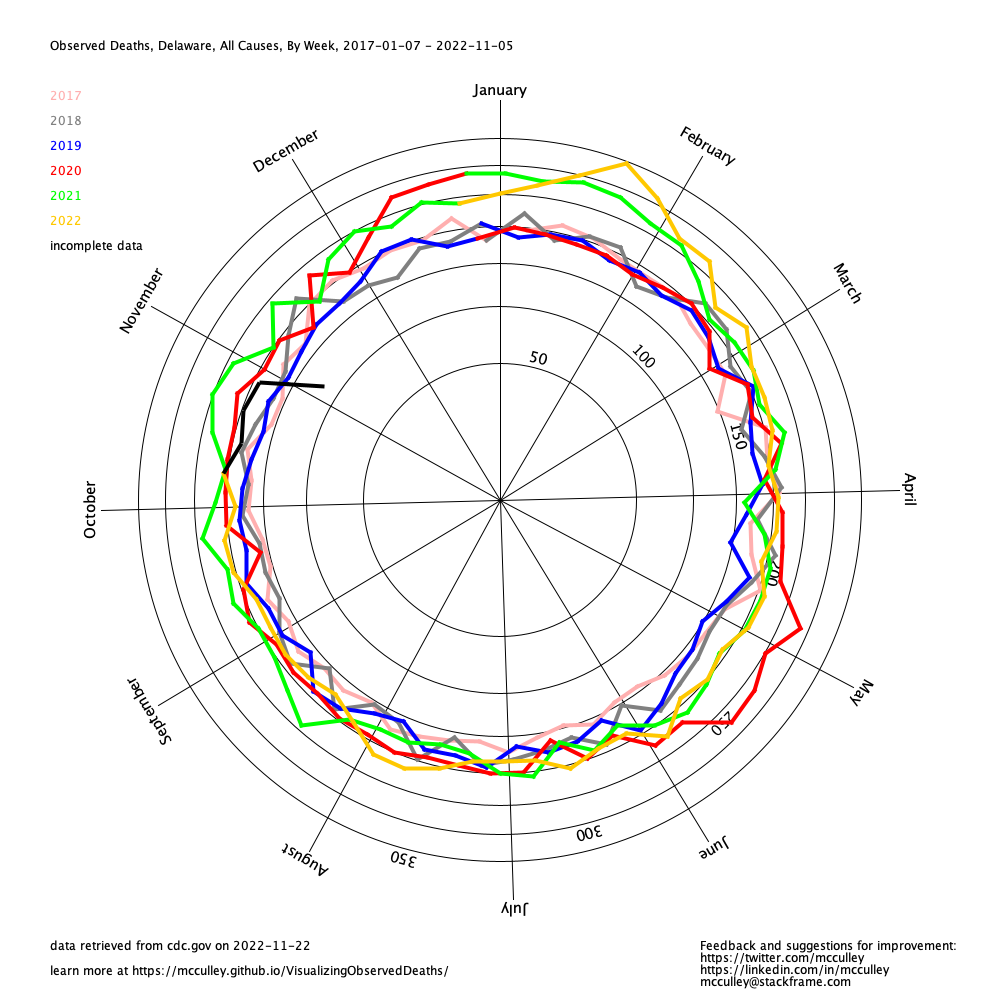 Observed Deaths, Delaware, All Causes, By Week, 2017-01-07 - 2022-11-05
January
2017
2018
2019
2020
2021
2022
incomplete data
December
February
November
March
50
100
150
October
April
200
September
May
250
300
350
August
June
July
data retrieved from cdc.gov on 2022-11-22
learn more at https://mcculley.github.io/VisualizingObservedDeaths/
Feedback and suggestions for improvement:
https://twitter.com/mcculley
https://linkedin.com/in/mcculley
mcculley@stackframe.com